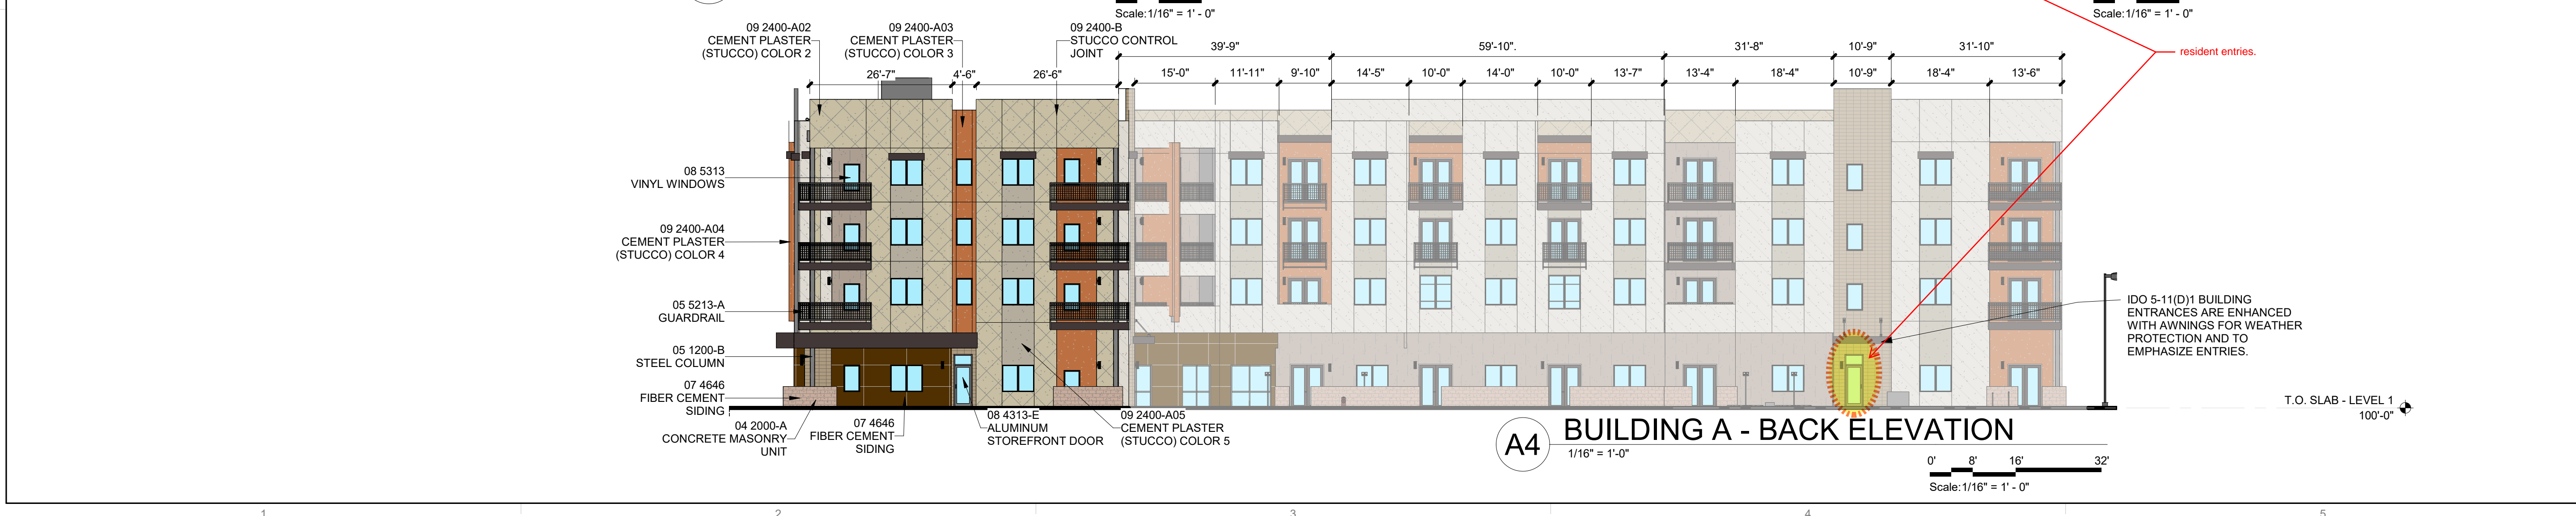 Scale:1/16" = 1' - 0"
Scale:1/16" = 1' - 0"
09 2400-A02
CEMENT PLASTER
(STUCCO) COLOR 2
09 2400-A03
CEMENT PLASTER
(STUCCO) COLOR 3
09 2400-B
STUCCO CONTROL
JOINT
39'-9"
59'-10".
31'-8"
10'-9"
31'-10"
resident entries.
26'-7"
4'-6"
26'-6"
15'-0"
11'-11"
9'-10"
14'-5"
10'-0"
14'-0"
10'-0"
13'-7"
13'-4"
18'-4"
10'-9"
18'-4"
13'-6"
08 5313
VINYL WINDOWS
09 2400-A04
CEMENT PLASTER
(STUCCO) COLOR 4
05 5213-A
GUARDRAIL
05 1200-B
STEEL COLUMN
07 4646
FIBER CEMENT
SIDING
04 2000-A
CONCRETE MASONRY
UNIT
07 4646
FIBER CEMENT
SIDING
08 4313-E
ALUMINUM
STOREFRONT DOOR
09 2400-A05
CEMENT PLASTER
(STUCCO) COLOR 5
IDO 5-11(D)1 BUILDING
ENTRANCES ARE ENHANCED
WITH AWNINGS FOR WEATHER
PROTECTION AND TO
EMPHASIZE ENTRIES.
T.O. SLAB - LEVEL 1
100'-0"
A4
BUILDING A - BACK ELEVATION
1/16" = 1'-0"
0' 8' 16' 32'
Scale:1/16" = 1' - 0"
1 2 3 4 5